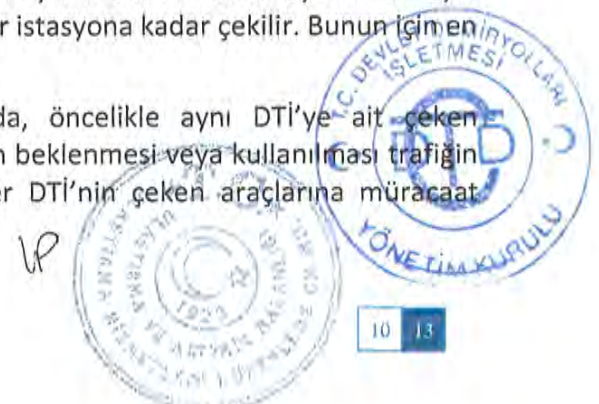 r istasyona kadar çekilir. Bunun için en
da, öncelikle aynı DTİ'ye ait çeken
n beklenmesi veya kullanılması trafiğin
er DTİ'nin çeken araçlarına müracaat
T.C. DEVLET DEMİRYOLLARI
İŞLETMESİ
YÖNETİM KURULU
1923
10 13